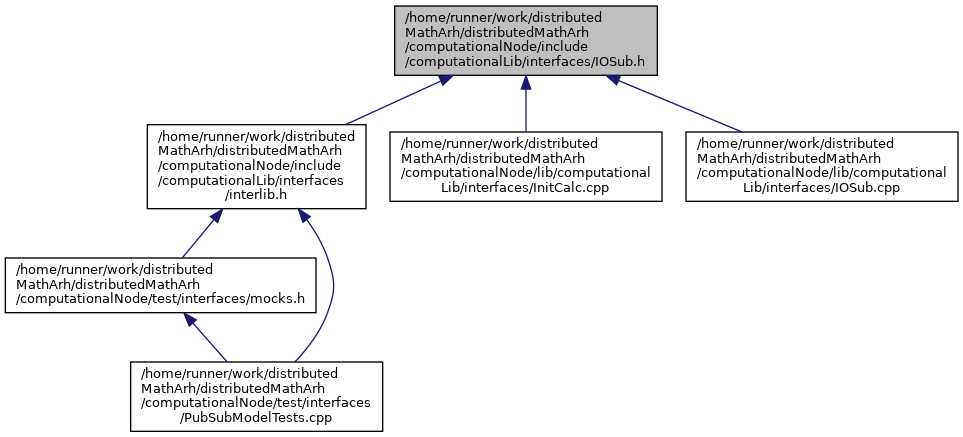 /home/runner/work/distributed
MathArh/distributedMathArh
/computationalNode/include
/computationalLib/interfaces/IOSub.h
/home/runner/work/distributed
MathArh/distributedMathArh
/computationalNode/include
/computationalLib/interfaces
/interlib.h
/home/runner/work/distributed
MathArh/distributedMathArh
/computationalNode/lib/computational
Lib/interfaces/InitCalc.cpp
/home/runner/work/distributed
MathArh/distributedMathArh
/computationalNode/lib/computational
Lib/interfaces/IOSub.cpp
/home/runner/work/distributed
MathArh/distributedMathArh
/computationalNode/test/interfaces/mocks.h
/home/runner/work/distributed
MathArh/distributedMathArh
/computationalNode/test/interfaces
/PubSubModelTests.cpp